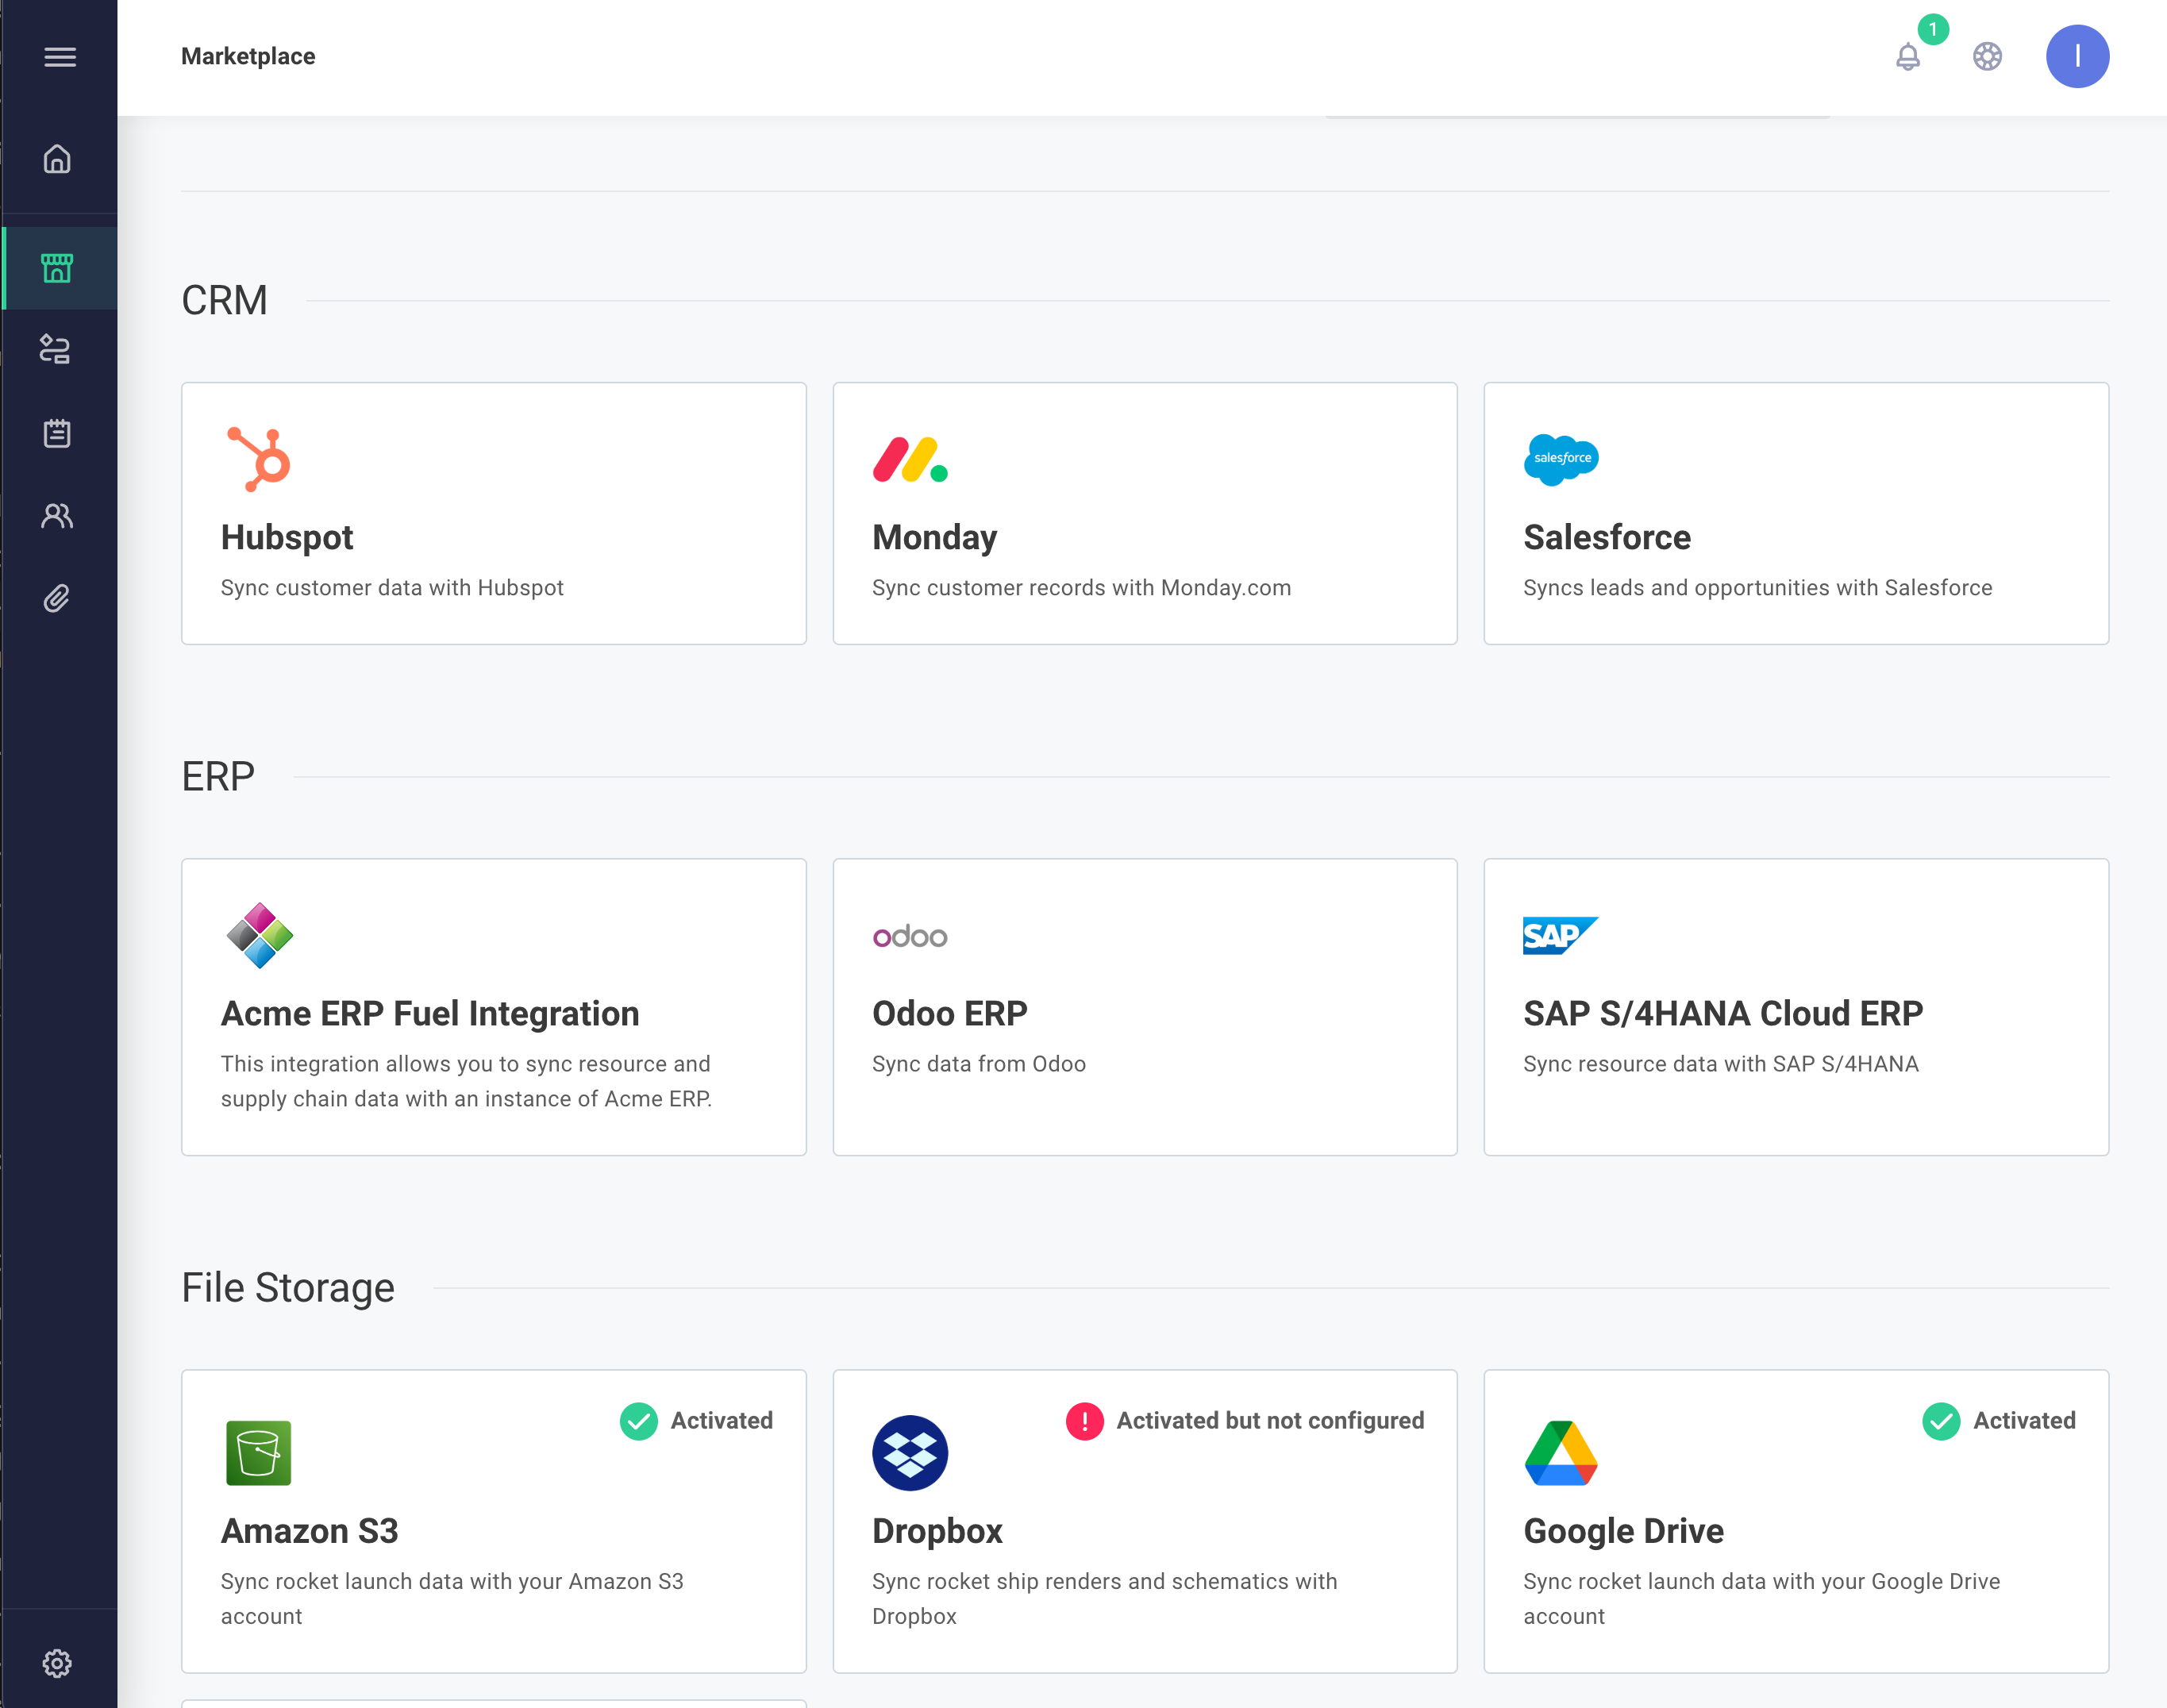 Marketplace
1
I
CRM
salesforce
Hubspot
Sync customer data with Hubspot
Monday
Sync customer records with Monday.com
Salesforce
Syncs leads and opportunities with Salesforce
ERP
odoo
SAP
Acme ERP Fuel Integration
This integration allows you to sync resource and
supply chain data with an instance of Acme ERP.
Odoo ERP
Sync data from Odoo
SAP S/4HANA Cloud ERP
Sync resource data with SAP S/4HANA
File Storage
Activated
Amazon S3
Sync rocket launch data with your Amazon S3
account
Activated but not configured
Dropbox
Sync rocket ship renders and schematics with
Dropbox
Activated
Google Drive
Sync rocket launch data with your Google Drive
account